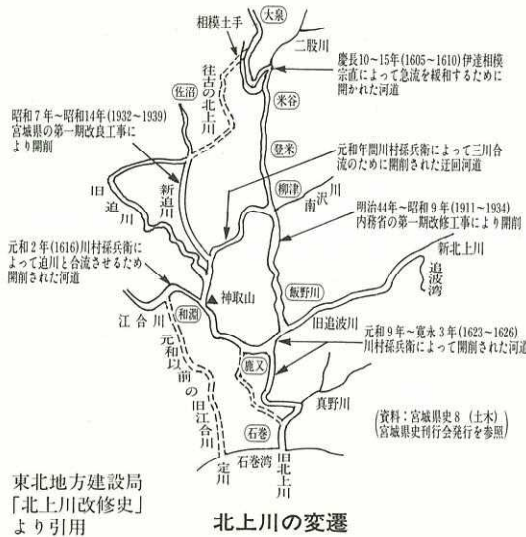 大泉
相模土手
二股川
慶長10～15年(1605～1610)伊達相模
宗直によって急流を緩和するために
開かれた河道
佐沼
往古の北上川
米谷
昭和7年～昭和14年(1932～1939)
宮城県の第一期改良工事に
より開削
登米
元和年間川村孫兵衛によって三川合
流のために開削された迂回河道
旧迫川
新迫川
柳津
南沢川
明治44年～昭和9年(1911～1934)
内務省の第一期改修工事により開削
元和2年(1616)川村孫兵衛に
よって迫川と合流させるため
開削された河道
新北上川
追波湾
神取山
飯野川
江合川
和淵
旧追波川
元和以前の旧江合川
元和9年～寛永3年(1623～1626)
川村孫兵衛によって開削された河道
鹿又
真野川
石巻
(資料：宮城県史8(土木)
宮城県史刊行会発行を参照)
石巻湾
定川
旧北上川
東北地方建設局
「北上川改修史」
より引用
北上川の変遷